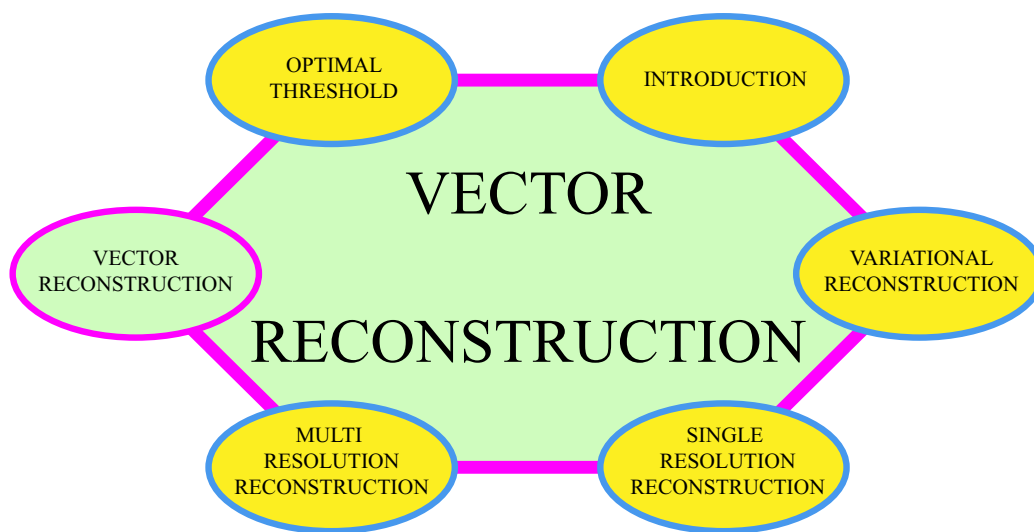 OPTIMAL
THRESHOLD
INTRODUCTION
VECTOR
RECONSTRUCTION
VECTOR
RECONSTRUCTION
VARIATIONAL
RECONSTRUCTION
MULTI
RESOLUTION
RECONSTRUCTION
SINGLE
RESOLUTION
RECONSTRUCTION